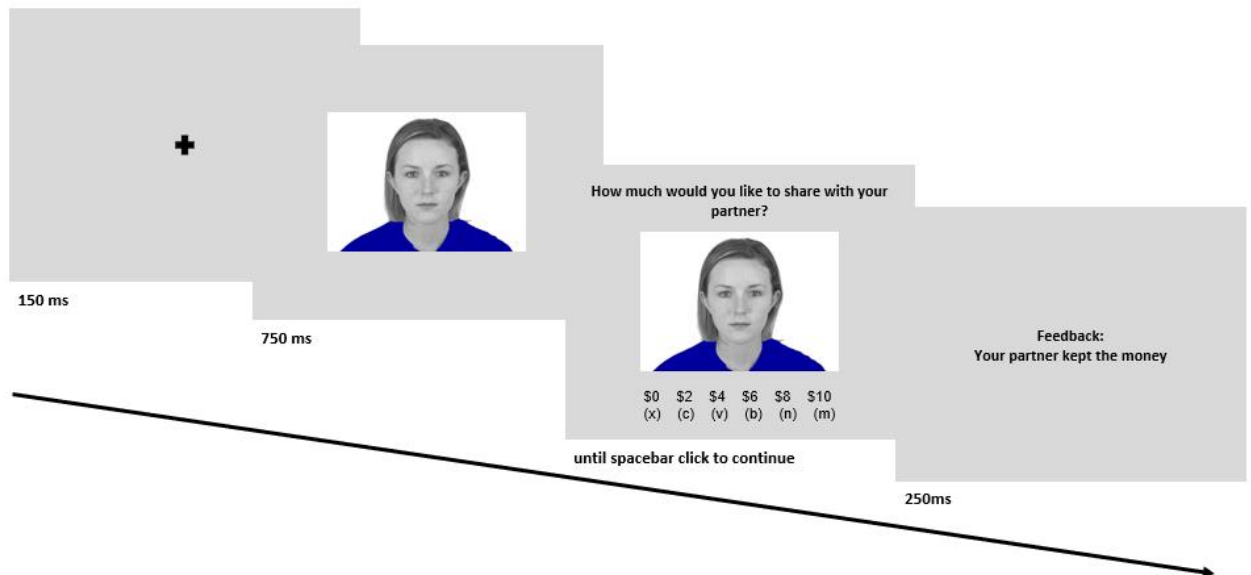 150 ms
750 ms
How much would you like to share with your
partner?
$0 $2 $4 $6 $8 $10
(x) (c) (v) (b) (n) (m)
until spacebar click to continue
Feedback:
Your partner kept the money
250ms